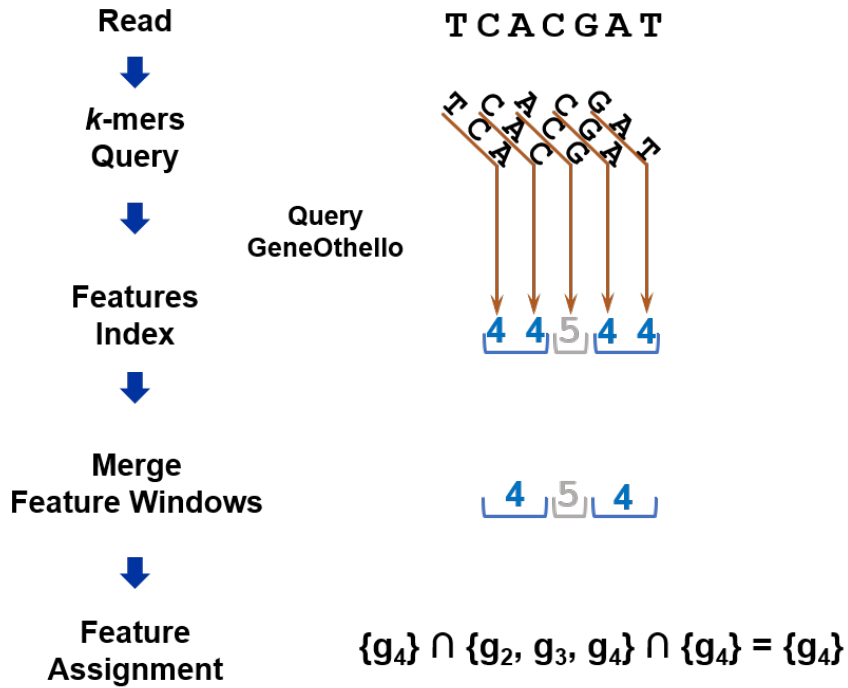 Read
TCACGAT
k-mers
Query
TCA
CAC
ACG
CGA
GAT
Query
GeneOthello
Features
Index
4 4 5 4 4
Merge
Feature Windows
4 5 4
Feature
Assignment
{g₄} ∩ {g₂, g₃, g₄} ∩ {g₄} = {g₄}